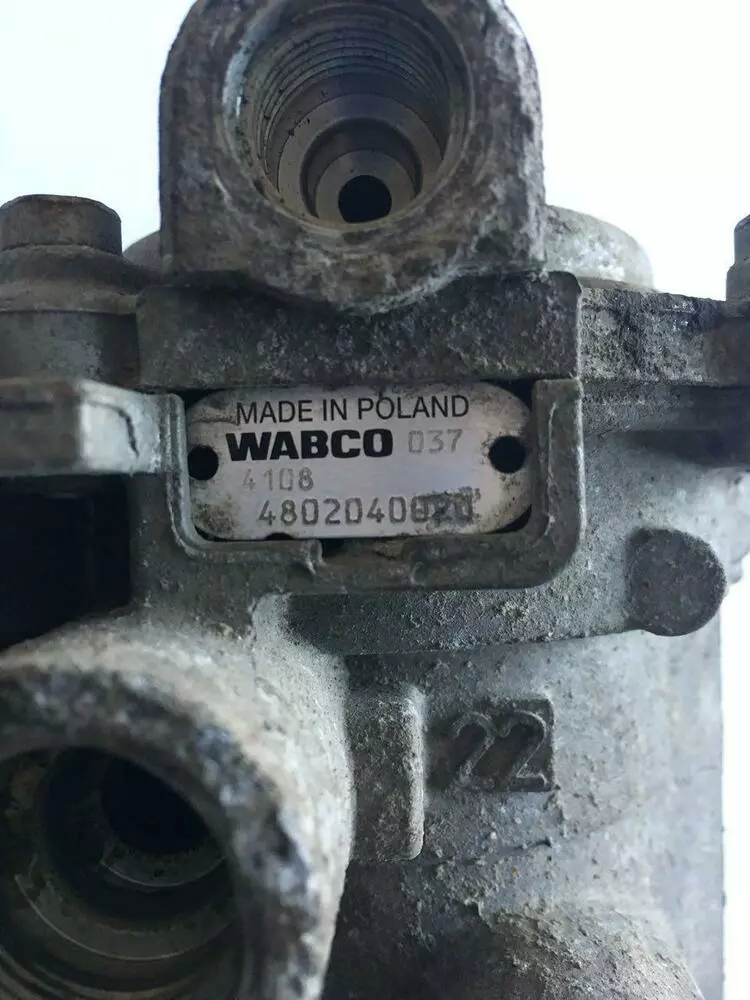 MADE IN POLAND
WABCO 037
4108
4802040020
22